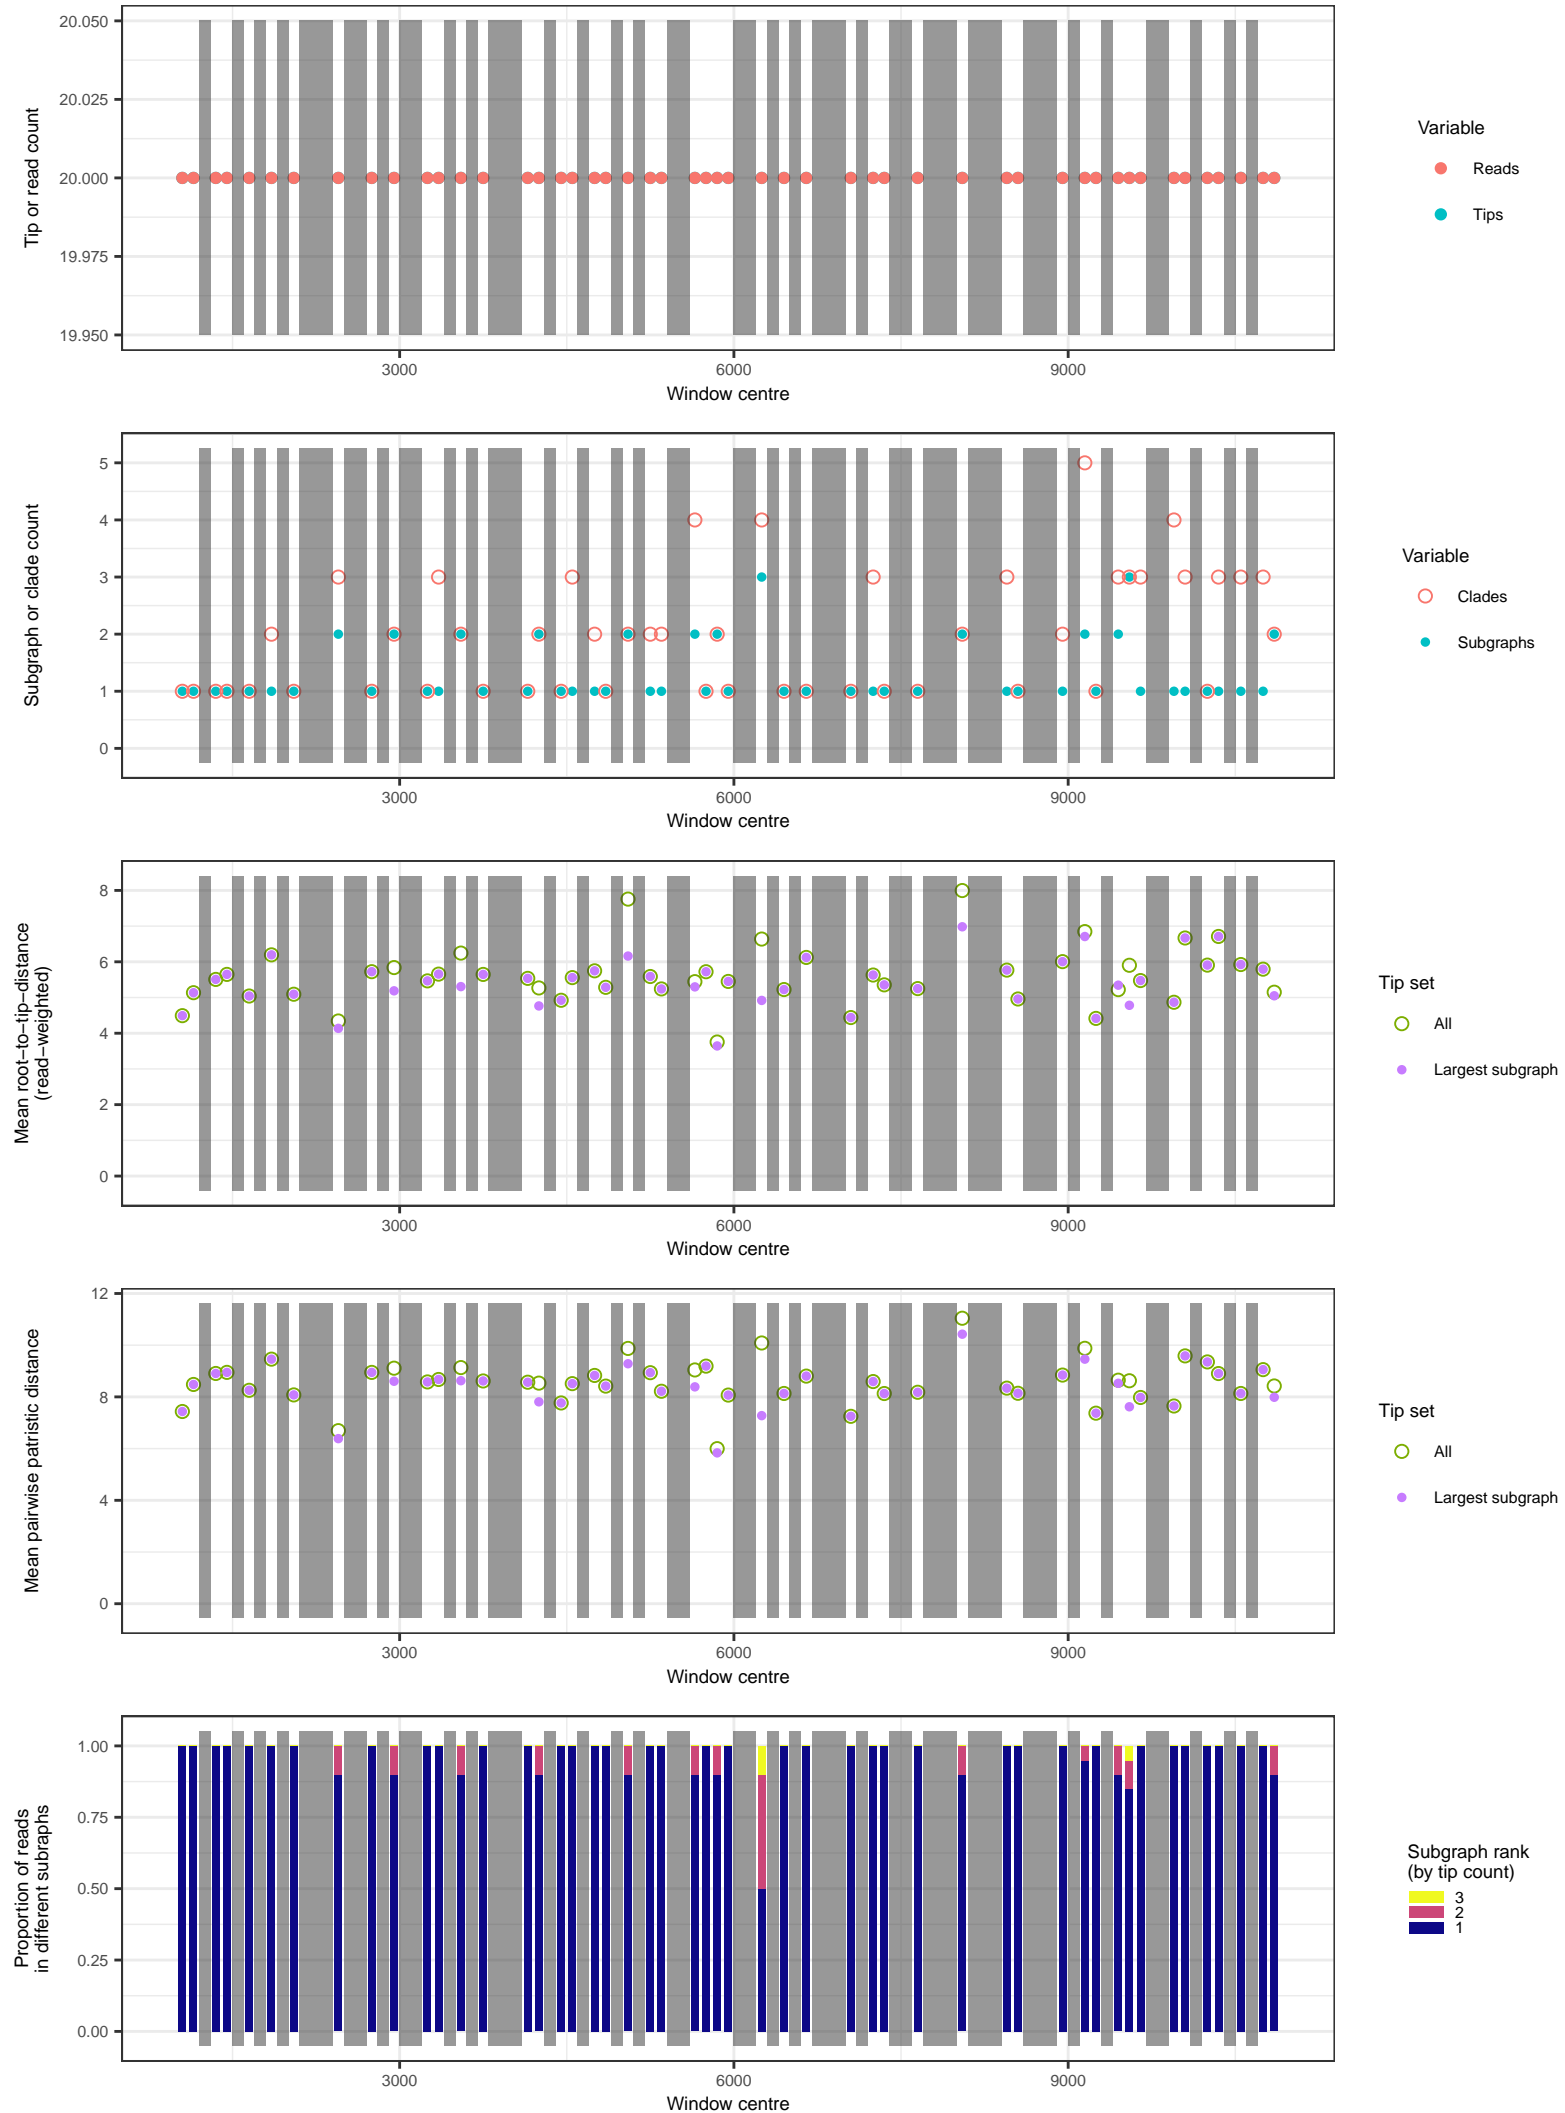 20.050
20.025
20.000
19.975
19.950
Tip or read count
3000 6000 9000
Window centre
Variable
Reads
Tips
5
4
3
2
1
0
Subgraph or clade count
3000 6000 9000
Window centre
Variable
Clades
Subgraphs
8
6
4
2
0
Mean root−to−tip−distance
(read−weighted)
3000 6000 9000
Window centre
Tip set
All
Largest subgraph
12
8
4
0
Mean pairwise patristic distance
3000 6000 9000
Window centre
Tip set
All
Largest subgraph
1.00
0.75
0.50
0.25
0.00
Proportion of reads
in different subraphs
3000 6000 9000
Window centre
Subgraph rank
(by tip count)
3
2
1